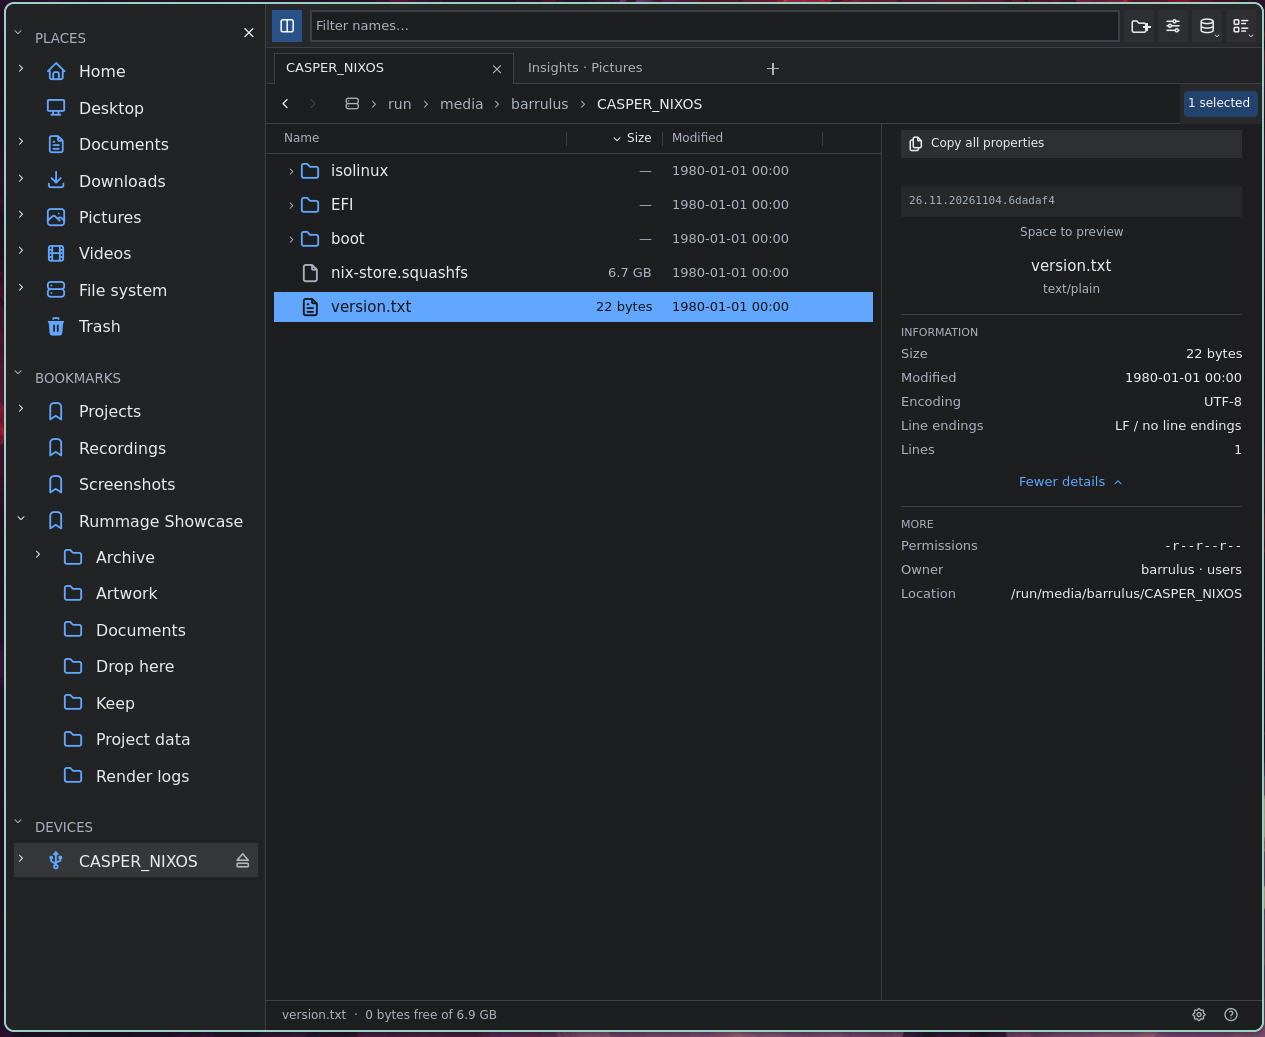 PLACES
Home
Desktop
Documents
Downloads
Pictures
Videos
File system
Trash
BOOKMARKS
Projects
Recordings
Screenshots
Rummage Showcase
Archive
Artwork
Documents
Drop here
Keep
Project data
Render logs
DEVICES
CASPER_NIXOS
Filter names...
CASPER_NIXOS
Insights · Pictures
run › media › barrulus › CASPER_NIXOS
1 selected
Name Size Modified
isolinux — 1980-01-01 00:00
EFI — 1980-01-01 00:00
boot — 1980-01-01 00:00
nix-store.squashfs 6.7 GB 1980-01-01 00:00
version.txt 22 bytes 1980-01-01 00:00
Copy all properties
26.11.20261104.6dadaf4
Space to preview
version.txt
text/plain
INFORMATION
Size 22 bytes
Modified 1980-01-01 00:00
Encoding UTF-8
Line endings LF / no line endings
Lines 1
Fewer details
MORE
Permissions -r--r--r--
Owner barrulus · users
Location /run/media/barrulus/CASPER_NIXOS
version.txt · 0 bytes free of 6.9 GB